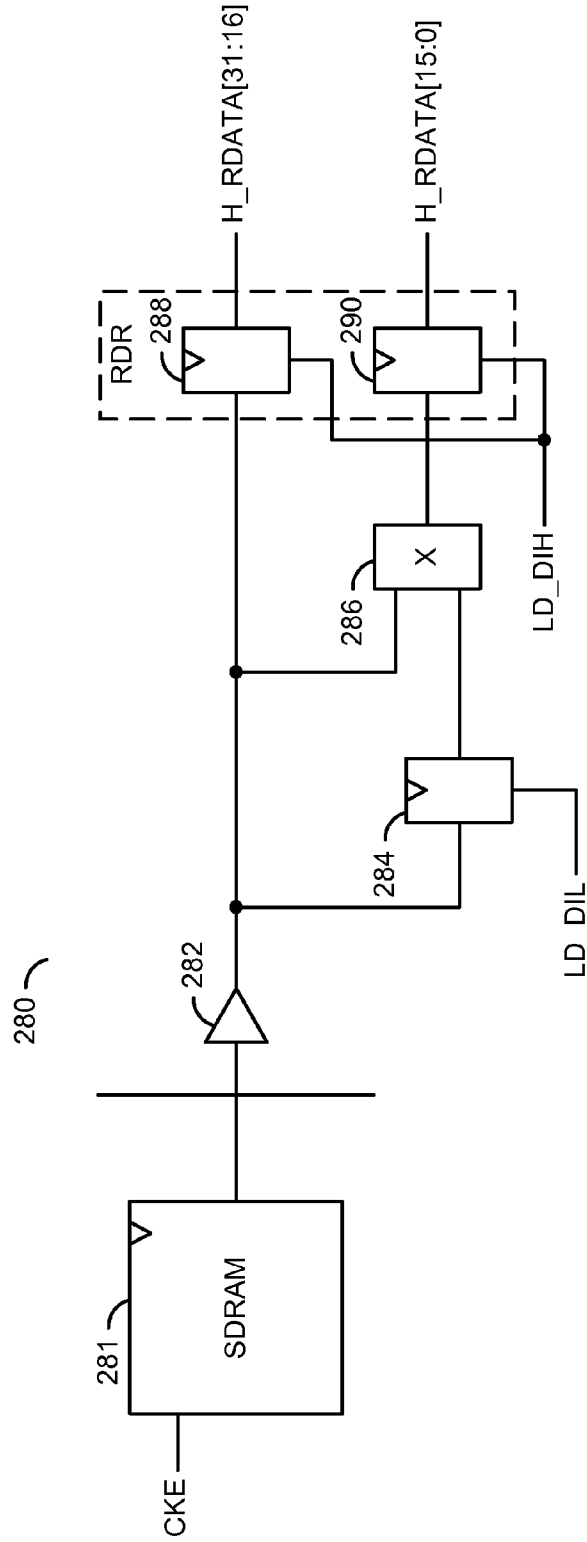 280
CKE
281
SDRAM
282
284
LD_DIL
286
X
LD_DIH
RDR
288
290
H_RDATA[31:16]
H_RDATA[15:0]